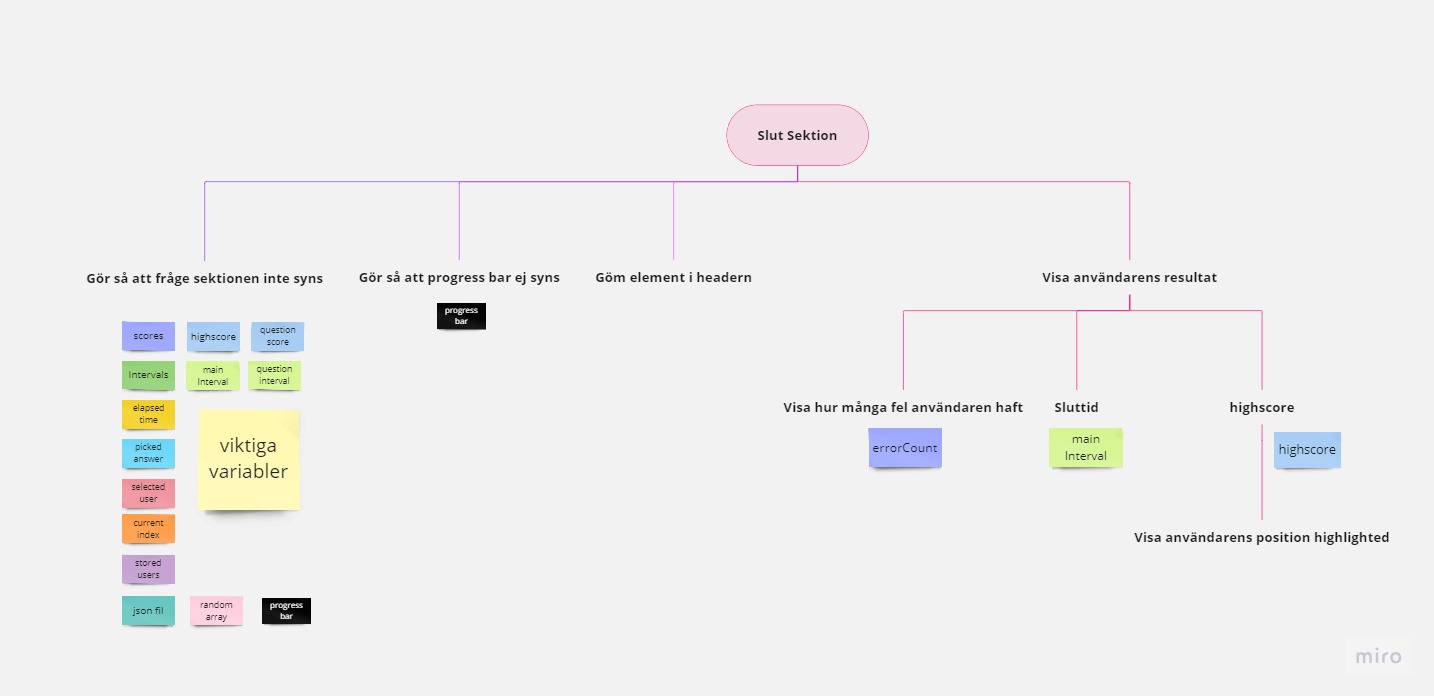 Slut Sektion
Gör så att fråge sektionen inte syns
Gör så att progress bar ej syns
Göm element i headern
Visa användarens resultat
progress
bar
scores
highscore
question
score
Intervals
main
Interval
question
interval
elapsed
time
picked
answer
selected
user
current
index
stored
users
json fil
random
array
progress
bar
viktiga
variabler
Visa hur många fel användaren haft
Sluttid
highscore
errorCount
main
Interval
highscore
Visa användarens position highlighted
miro